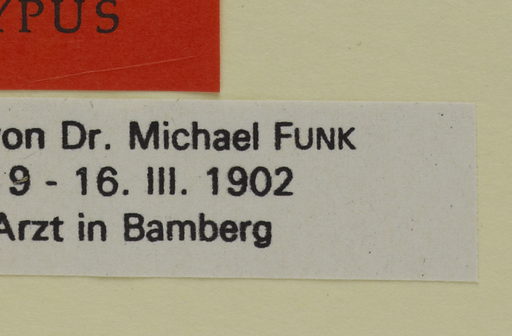 YPUS
von Dr. Michael FUNK
9 - 16. III. 1902
Arzt in Bamberg